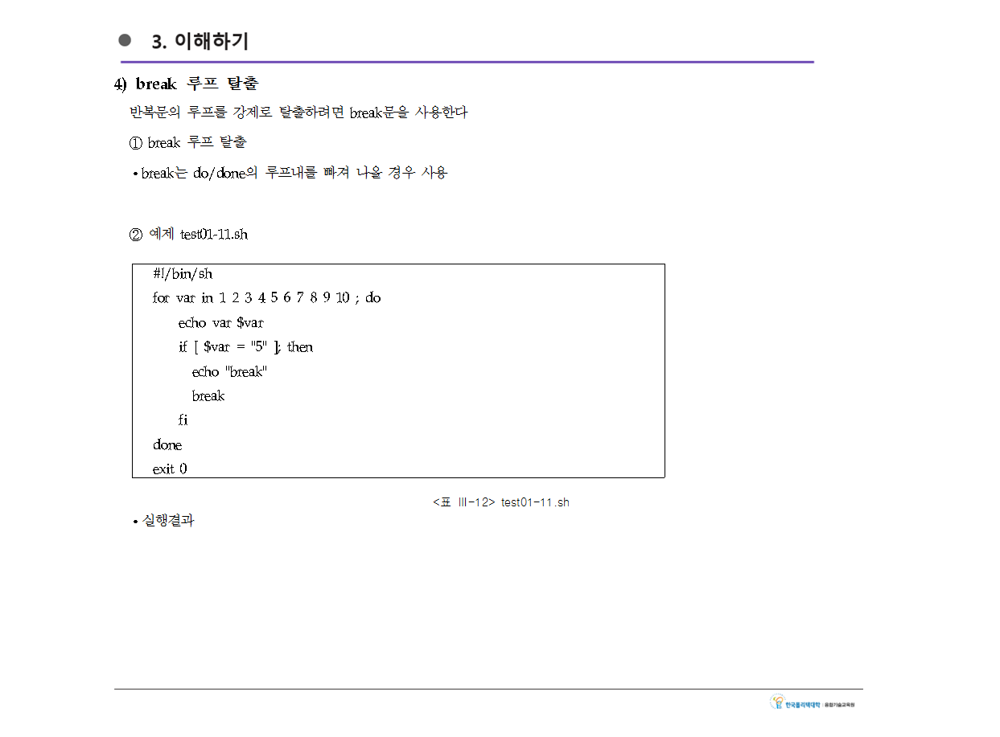 ● 3. 이해하기
4) break 루프 탈출
반복문의 루프를 강제로 탈출하려면 break문을 사용한다
① break 루프 탈출
• break는 do/done의 루프내를 빠져 나올 경우 사용
② 예제 test01-11.sh
#!/bin/sh
for var in 1 2 3 4 5 6 7 8 9 10 ; do
echo var $var
if [ $var = "5" ]; then
echo "break"
break
fi
done
exit 0
<표 Ⅲ-12> test01-11.sh
• 실행결과
한국폴리텍대학 | 융합기술교육원